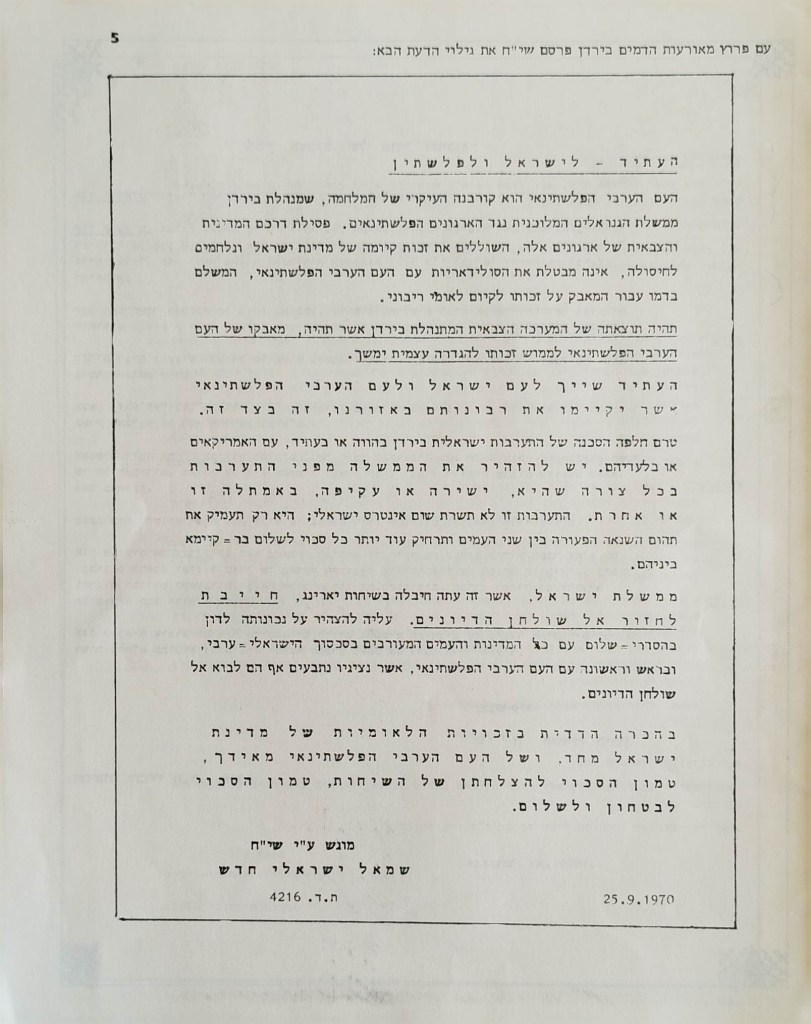 5
עם פרוץ מאורעות הדמים בירדן פרסם שי"ח את גילוי הדעת הבא:
העתיד - לישראל ולפלשתין
העם הערבי הפלשתינאי הוא קורבנה העיקרי של המלחמה, שמנהלת בירדן
ממשלת הגנראלים המלוכנית נגד הארגונים הפלשתינאים. פסילת דרכם המדינית
והצבאית של ארגונים אלה, השוללים את זכות קיומה של מדינת ישראל ונלחמים
לחיסולה, אינה מבטלת את הסולידאריות עם העם הערבי הפלשתינאי, המשלם
בדמו עבור המאבק על זכותו לקיום לאומי ריבוני.
תהיה תוצאתה של המערכה הצבאית המתנהלת בירדן אשר תהיה, מאבקו של העם
הערבי הפלשתינאי לממוש זכותו להגדרה עצמית ימשך.
העתיד שייך לעם ישראל ולעם הערבי הפלשתינאי
אשר יקיימו את רבונותם באזורנו, זה בצד זה.
טרם חלפה הסכנה של התערבות ישראלית בירדן בהווה או בעתיד, עם האמריקאים
או בלעדיהם. יש להזהיר את הממשלה מפני התערבות
בכל צורה שהיא, ישירה או עקיפה, באמתלה זו
או אחרת. התערבות זו לא תשרת שום אינטרס ישראלי; היא רק תעמיק את
תהום השנאה הפעורה בין שני העמים ותרחיק עוד יותר כל סכוי לשלום בר=קיימא
ביניהם.
ממשלת ישראל, אשר זה עתה חיבלה בשיחות יארינג, חייבת
לחזור אל שולחן הדיונים. עליה להצהיר על נכונותה לדון
בהסדרי=שלום עם כל המדינות והעמים המעורבים בסכסוך הישראלי=ערבי,
ובראש וראשונה עם העם הערבי הפלשתינאי, אשר נציגיו נתבעים אף הם לבוא אל
שולחן הדיונים.
בהכרה הדדית בזכויות הלאומיות של מדינת
ישראל מחד, ושל העם הערבי הפלשתינאי מאידך,
טמון הסכוי להצלחתן של השיחות, טמון הסכוי
לבטחון ולשלום.
מוגש ע"י שי"ח
שמאל ישראלי חדש
ת.ד. 4216
25.9.1970